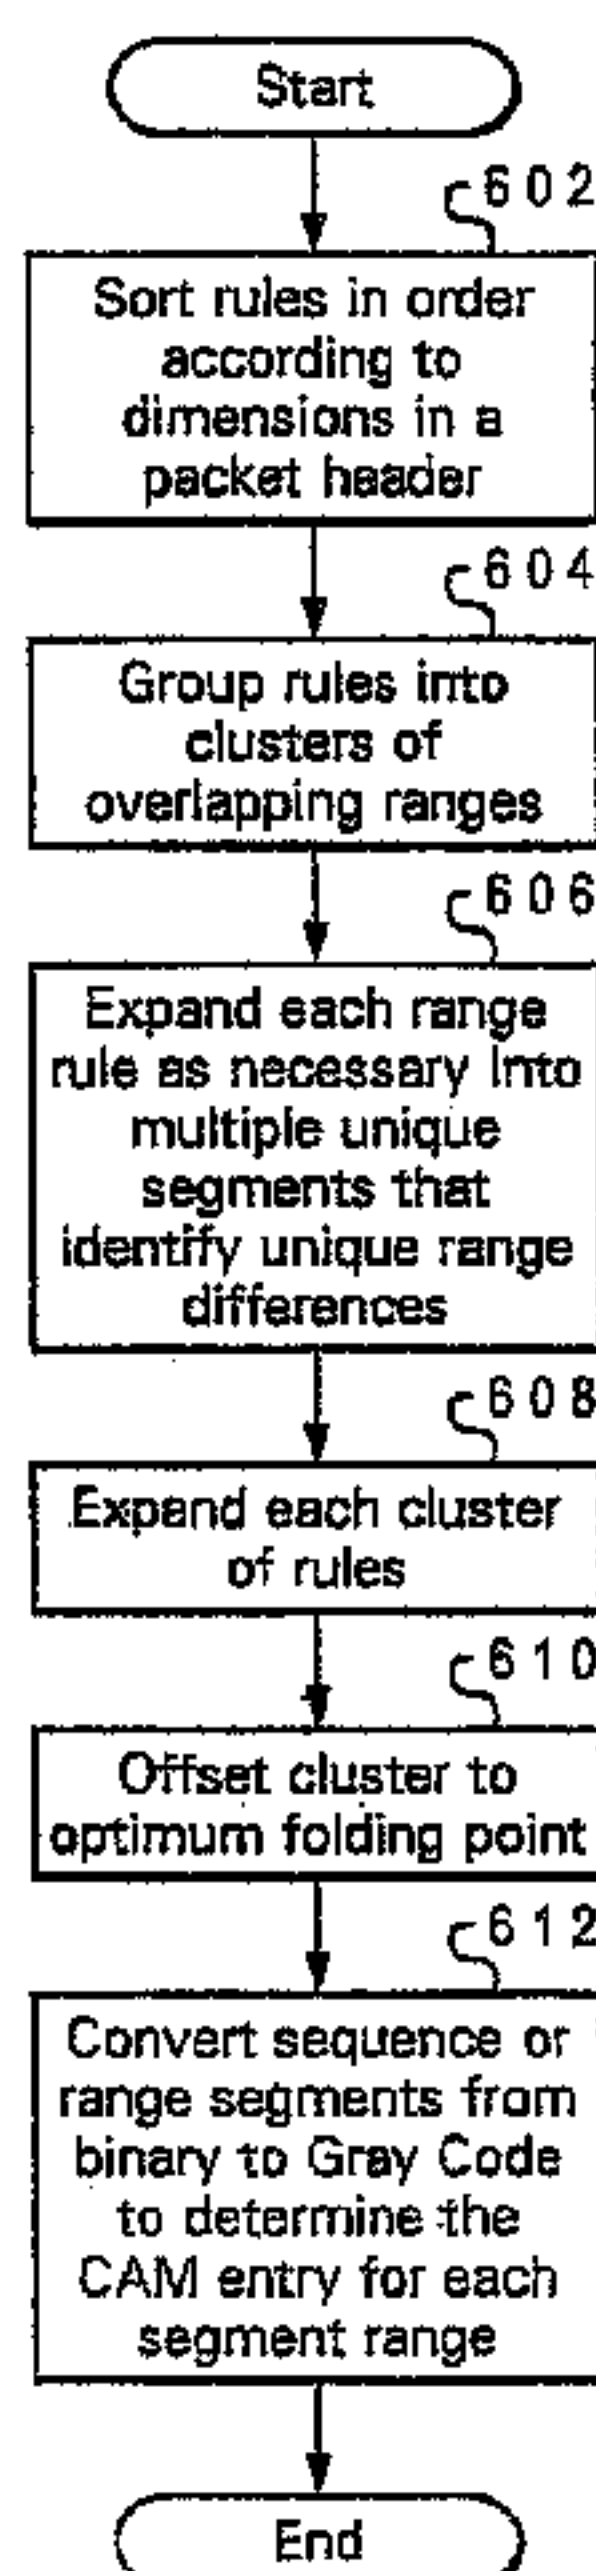 Start
602
Sort rules in order
according to
dimensions in a
packet header
604
Group rules into
clusters of
overlapping ranges
606
Expand each range
rule as necessary into
multiple unique
segments that
identify unique range
differences
608
Expand each cluster
of rules
610
Offset cluster to
optimum folding point
612
Convert sequence or
range segments from
binary to Gray Code
to determine the
CAM entry for each
segment range
End